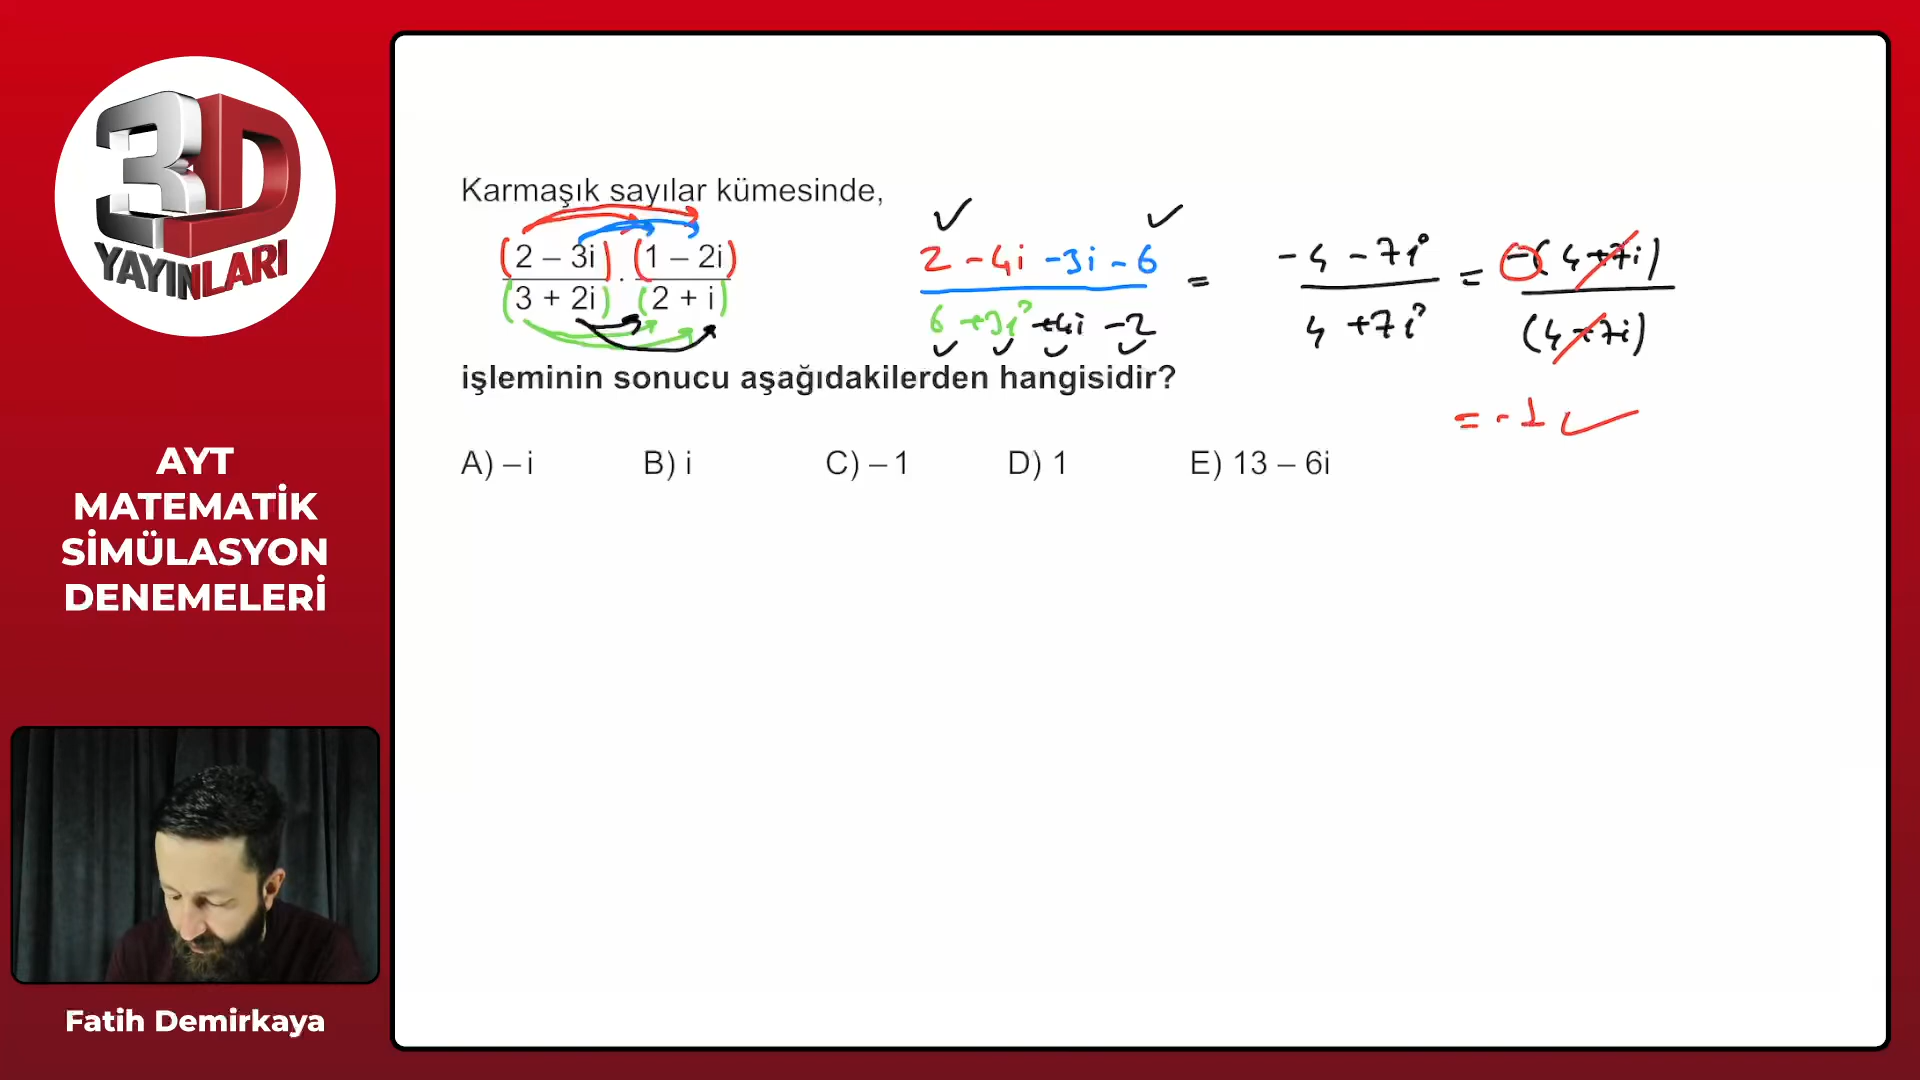 3D
YAYINLARI
AYT
MATEMATİK
SİMÜLASYON
DENEMELERİ
Fatih Demirkaya
Karmaşık sayılar kümesinde,
(2 – 3i) . (1 – 2i)
(3 + 2i) (2 + i)
işleminin sonucu aşağıdakilerden hangisidir?
A) – i B) i C) – 1 D) 1 E) 13 – 6i
2 - 4i - 3i - 6
6 + 3i + 4i - 2
=
- 4 - 7i
4 + 7i
=
-(4+7i)
(4+7i)
= - 1